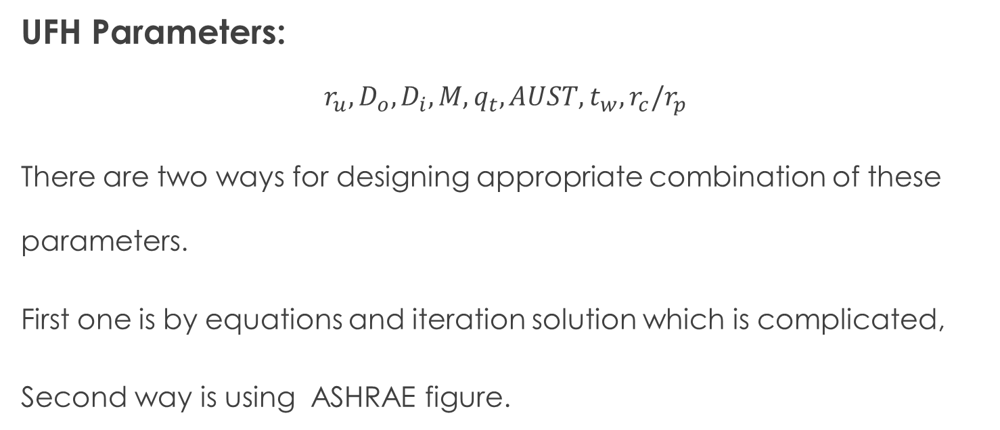 UFH Parameters:
r_u, D_o, D_i, M, q_t, AUST, t_w, r_c/r_p
There are two ways for designing appropriate combination of these
parameters.
First one is by equations and iteration solution which is complicated,
Second way is using ASHRAE figure.